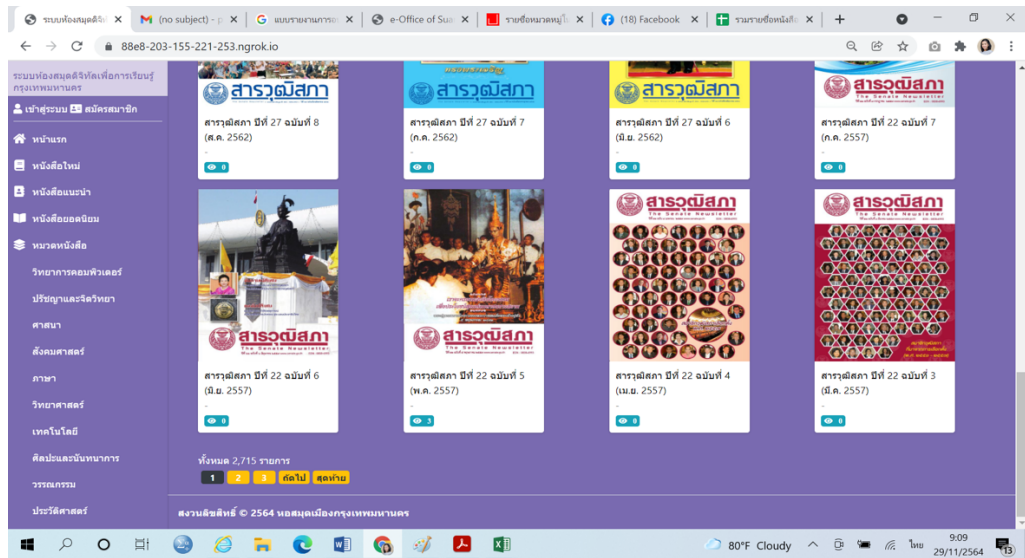 ระบบห้องสมุดดิจิทั
(no subject) - p
แบบรายงานการอ
e-Office of Sua
รายชื่อหมวดหมู่
(18) Facebook
รวมรายชื่อหนังสือ
88e8-203-155-221-253.ngrok.io
ระบบห้องสมุดดิจิทัลเพื่อการเรียนรู้
กรุงเทพมหานคร
เข้าสู่ระบบ สมัครสมาชิก
หน้าแรก
หนังสือใหม่
หนังสือแนะนำ
หนังสือยอดนิยม
หมวดหนังสือ
วิทยาการคอมพิวเตอร์
ปรัชญาและจิตวิทยา
ศาสนา
สังคมศาสตร์
ภาษา
วิทยาศาสตร์
เทคโนโลยี
ศิลปะและนันทนาการ
วรรณกรรม
ประวัติศาสตร์
สารวุฒิสภา
สารวุฒิสภา ปีที่ 27 ฉบับที่ 8
(ส.ค. 2562)
-
0
สารวุฒิสภา
สารวุฒิสภา ปีที่ 27 ฉบับที่ 7
(ก.ค. 2562)
-
0
สารวุฒิสภา
สารวุฒิสภา ปีที่ 27 ฉบับที่ 6
(มิ.ย. 2562)
-
0
สารวุฒิสภา
The Senate Newsletter
สารวุฒิสภา ปีที่ 22 ฉบับที่ 7
(ก.ค. 2557)
-
0
สารวุฒิสภา
The Senate Newsletter
สารวุฒิสภา ปีที่ 22 ฉบับที่ 6
(มิ.ย. 2557)
-
0
สารวุฒิสภา
The Senate Newsletter
สารวุฒิสภา ปีที่ 22 ฉบับที่ 5
(พ.ค. 2557)
-
3
สารวุฒิสภา
The Senate Newsletter
สารวุฒิสภา ปีที่ 22 ฉบับที่ 4
(เม.ย. 2557)
-
0
สารวุฒิสภา
The Senate Newsletter
สารวุฒิสภา ปีที่ 22 ฉบับที่ 3
(มี.ค. 2557)
-
0
ทั้งหมด 2,715 รายการ
1 2 3 ถัดไป สุดท้าย
สงวนลิขสิทธิ์ © 2564 หอสมุดเมืองกรุงเทพมหานคร
80°F Cloudy
ไทย
9:09
29/11/2564
13